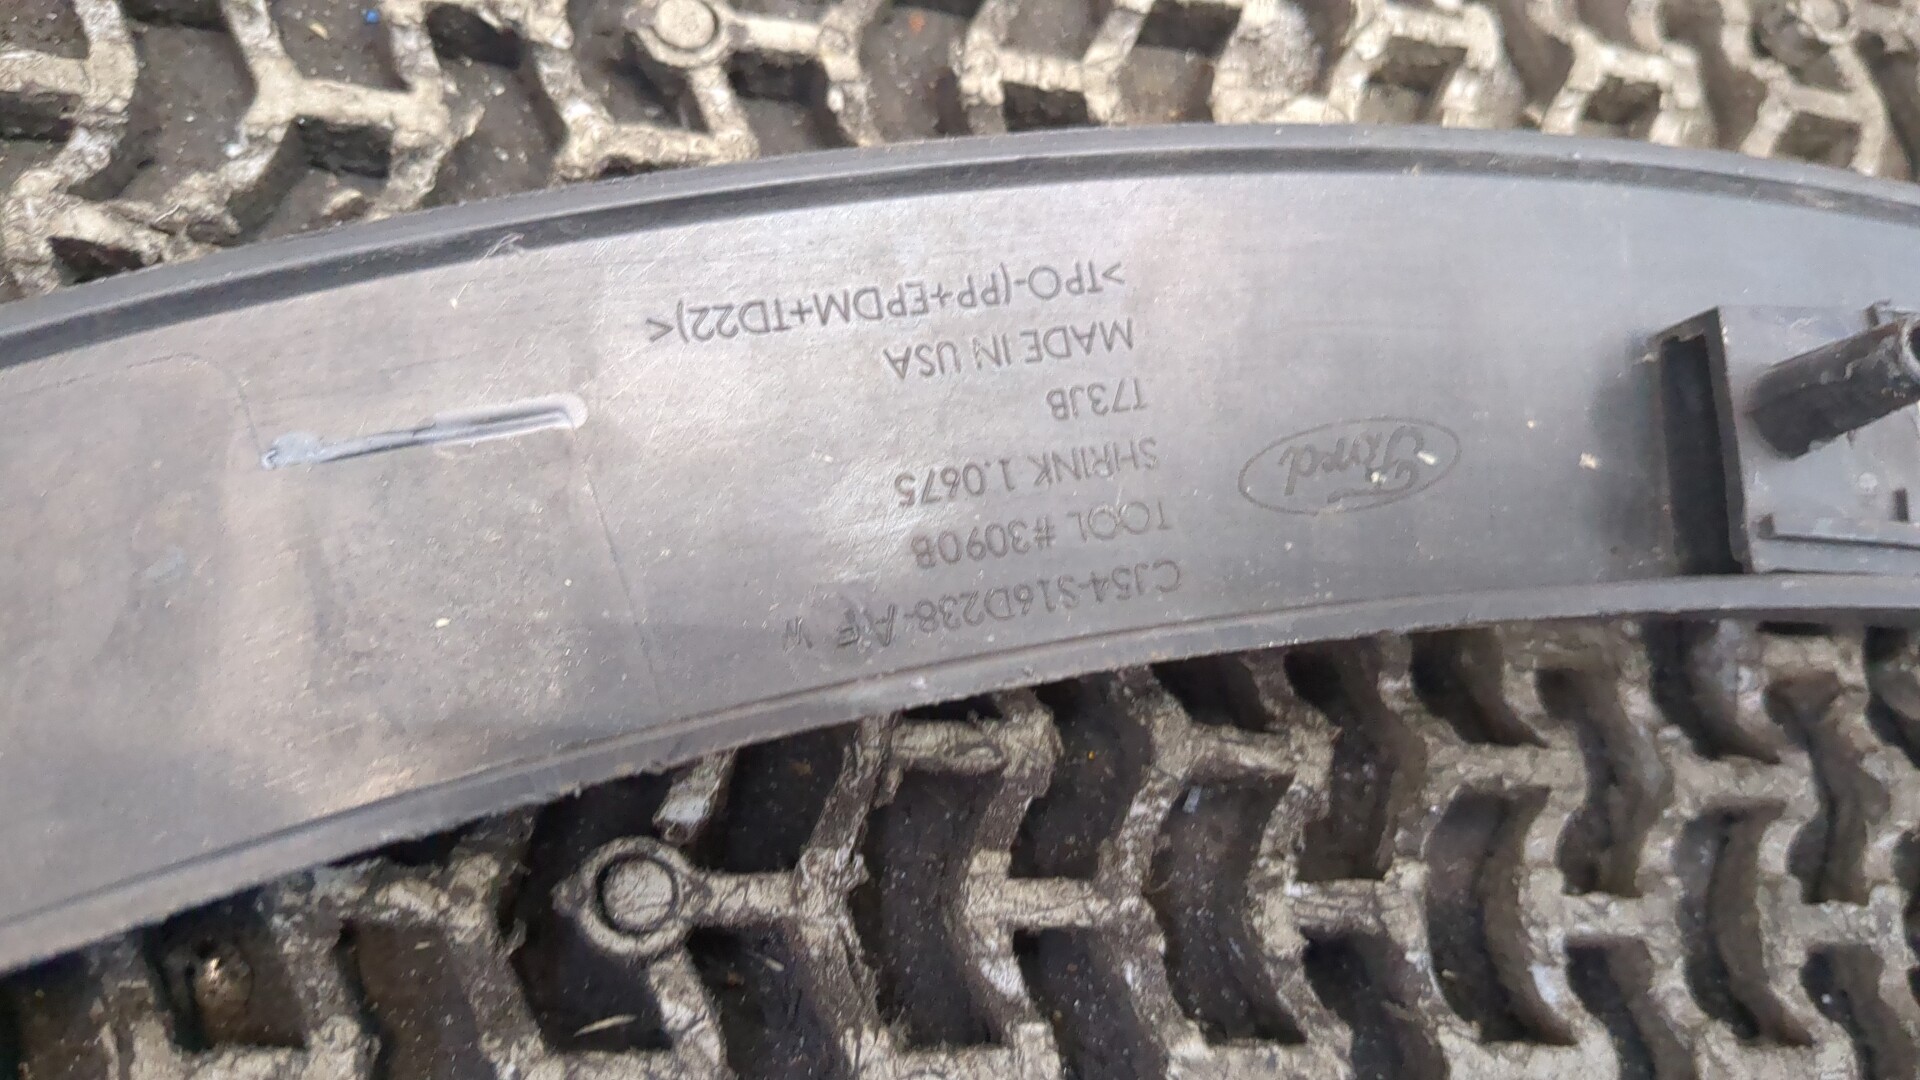 CJ54-S16D238-A
TOOL #3090B
SHRINK 1.0675
Ford
T73JB
MADE IN USA
>TPO-(PP+EPDM+TD22)<